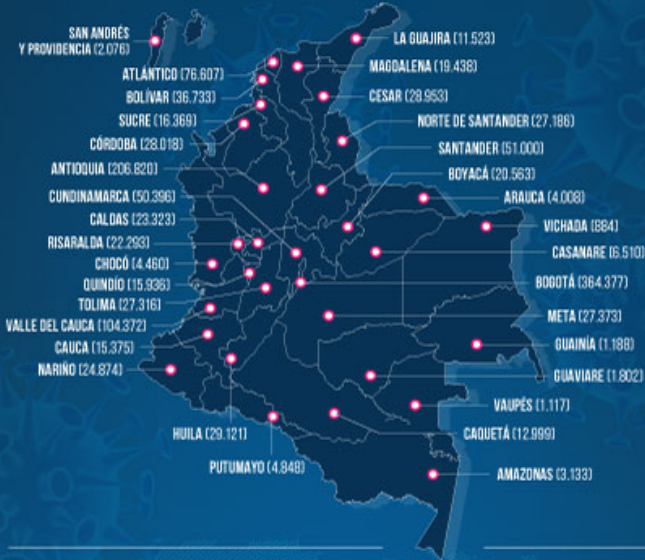 SAN ANDRÉS
Y PROVIDENCIA (2.076)
ATLÁNTICO (76.607)
BOLÍVAR (36.733)
SUCRE (16.369)
CÓRDOBA (28.018)
ANTIOQUIA (206.820)
CUNDINAMARCA (50.396)
CALDAS (23.323)
RISARALDA (22.293)
CHOCÓ (4.460)
QUINDÍO (15.936)
TOLIMA (27.316)
VALLE DEL CAUCA (104.372)
CAUCA (15.375)
NARIÑO (24.874)
HUILA (29.121)
PUTUMAYO (4.848)
LA GUAJIRA (11.523)
MAGDALENA (19.438)
CESAR (28.953)
NORTE DE SANTANDER (27.186)
SANTANDER (51.000)
BOYACÁ (20.563)
ARAUCA (4.008)
VICHADA (884)
CASANARE (6.510)
BOGOTÁ (364.377)
META (27.373)
GUAINÍA (1.188)
GUAVIARE (1.802)
VAUPÉS (1.117)
CAQUETÁ (12.999)
AMAZONAS (3.133)